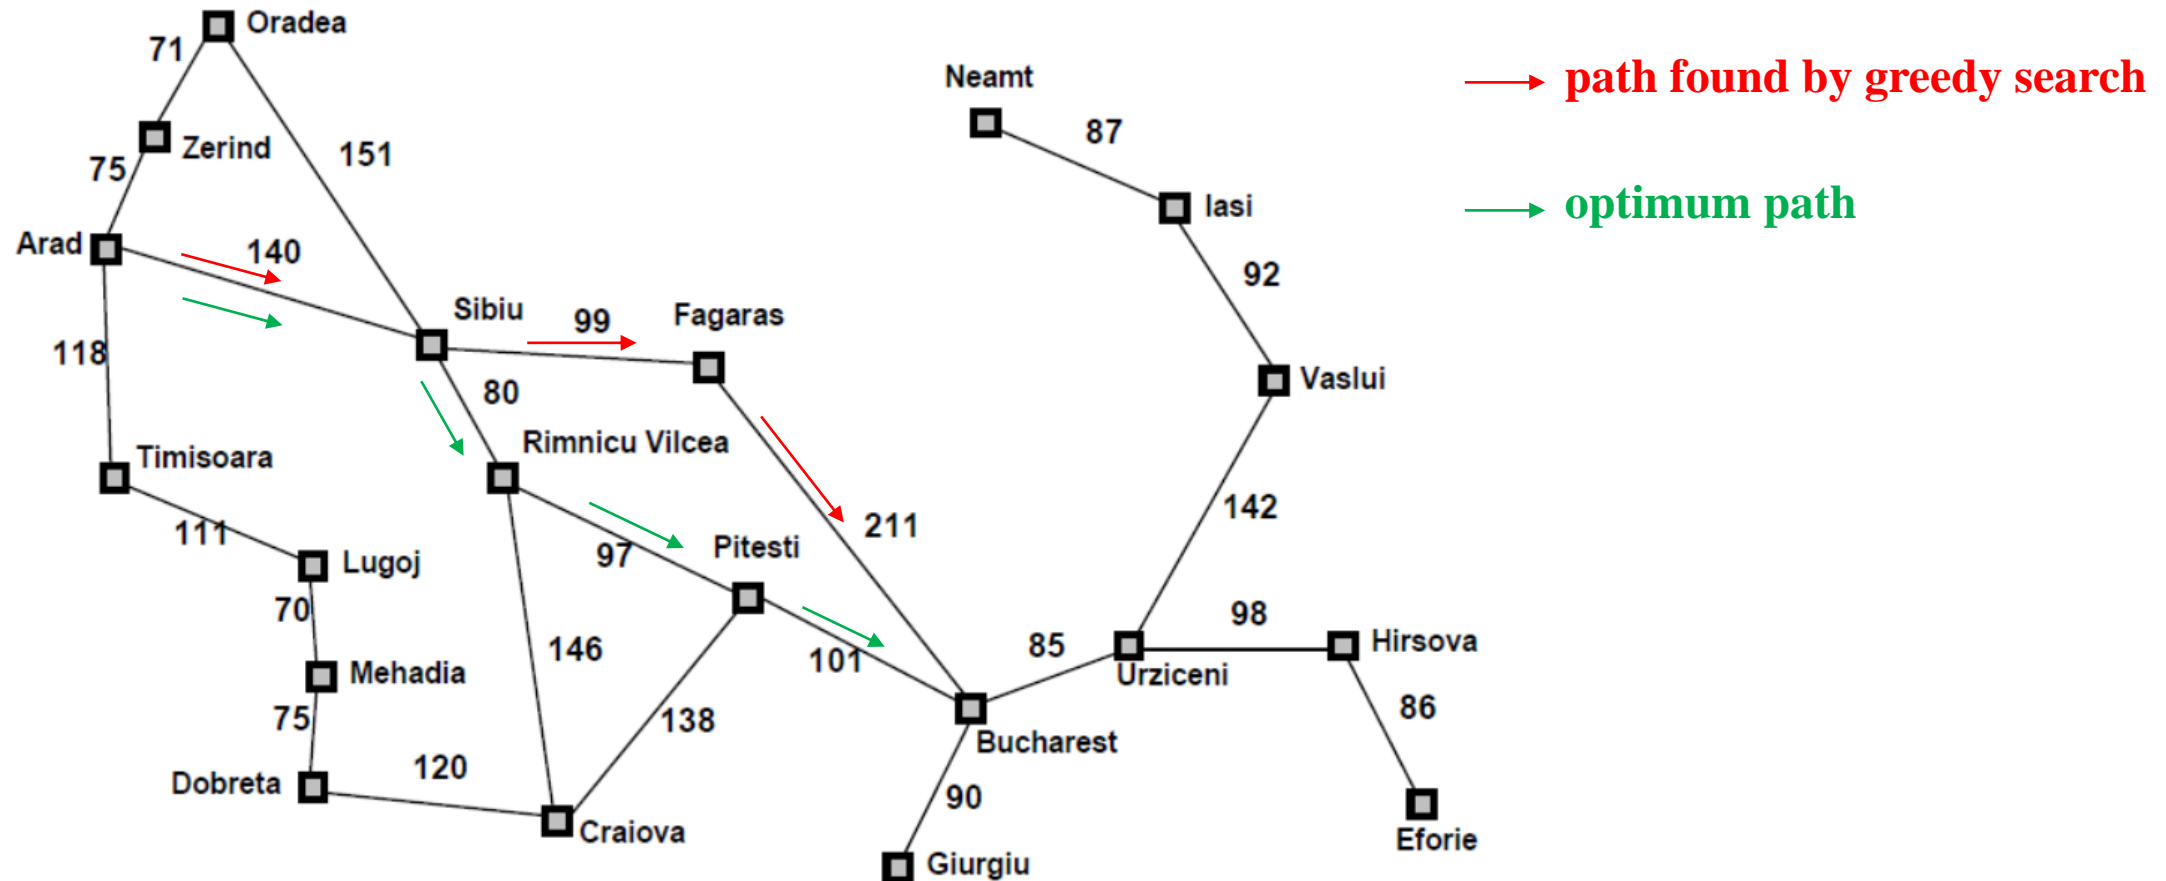 Oradea
71
Neamt
path found by greedy search
87
Zerind
151
75
Iasi
optimum path
Arad
140
92
Sibiu
99
Fagaras
118
80
Vaslui
Rimnicu Vilcea
Timisoara
142
211
111
97
Pitesti
Lugoj
70
98
146
101
85
Hirsova
Mehadia
Urziceni
75
138
86
Bucharest
120
Dobreta
90
Craiova
Eforie
Giurgiu